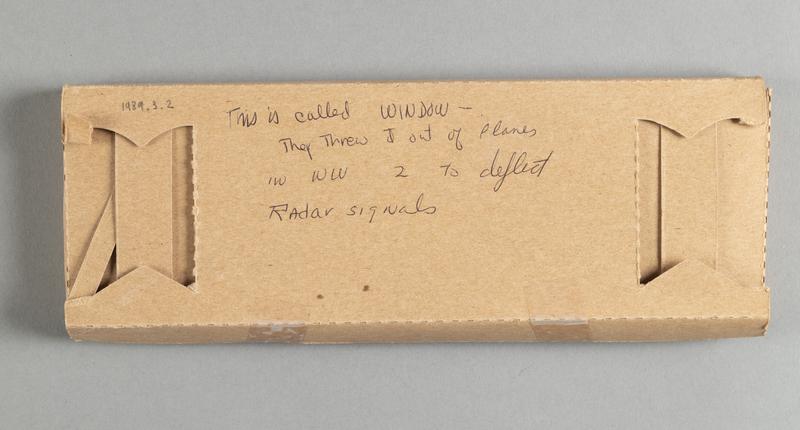 1989.3.2
This is called WINDOW —
They Threw I out of Planes
in WW 2 To deflect
Radar signals